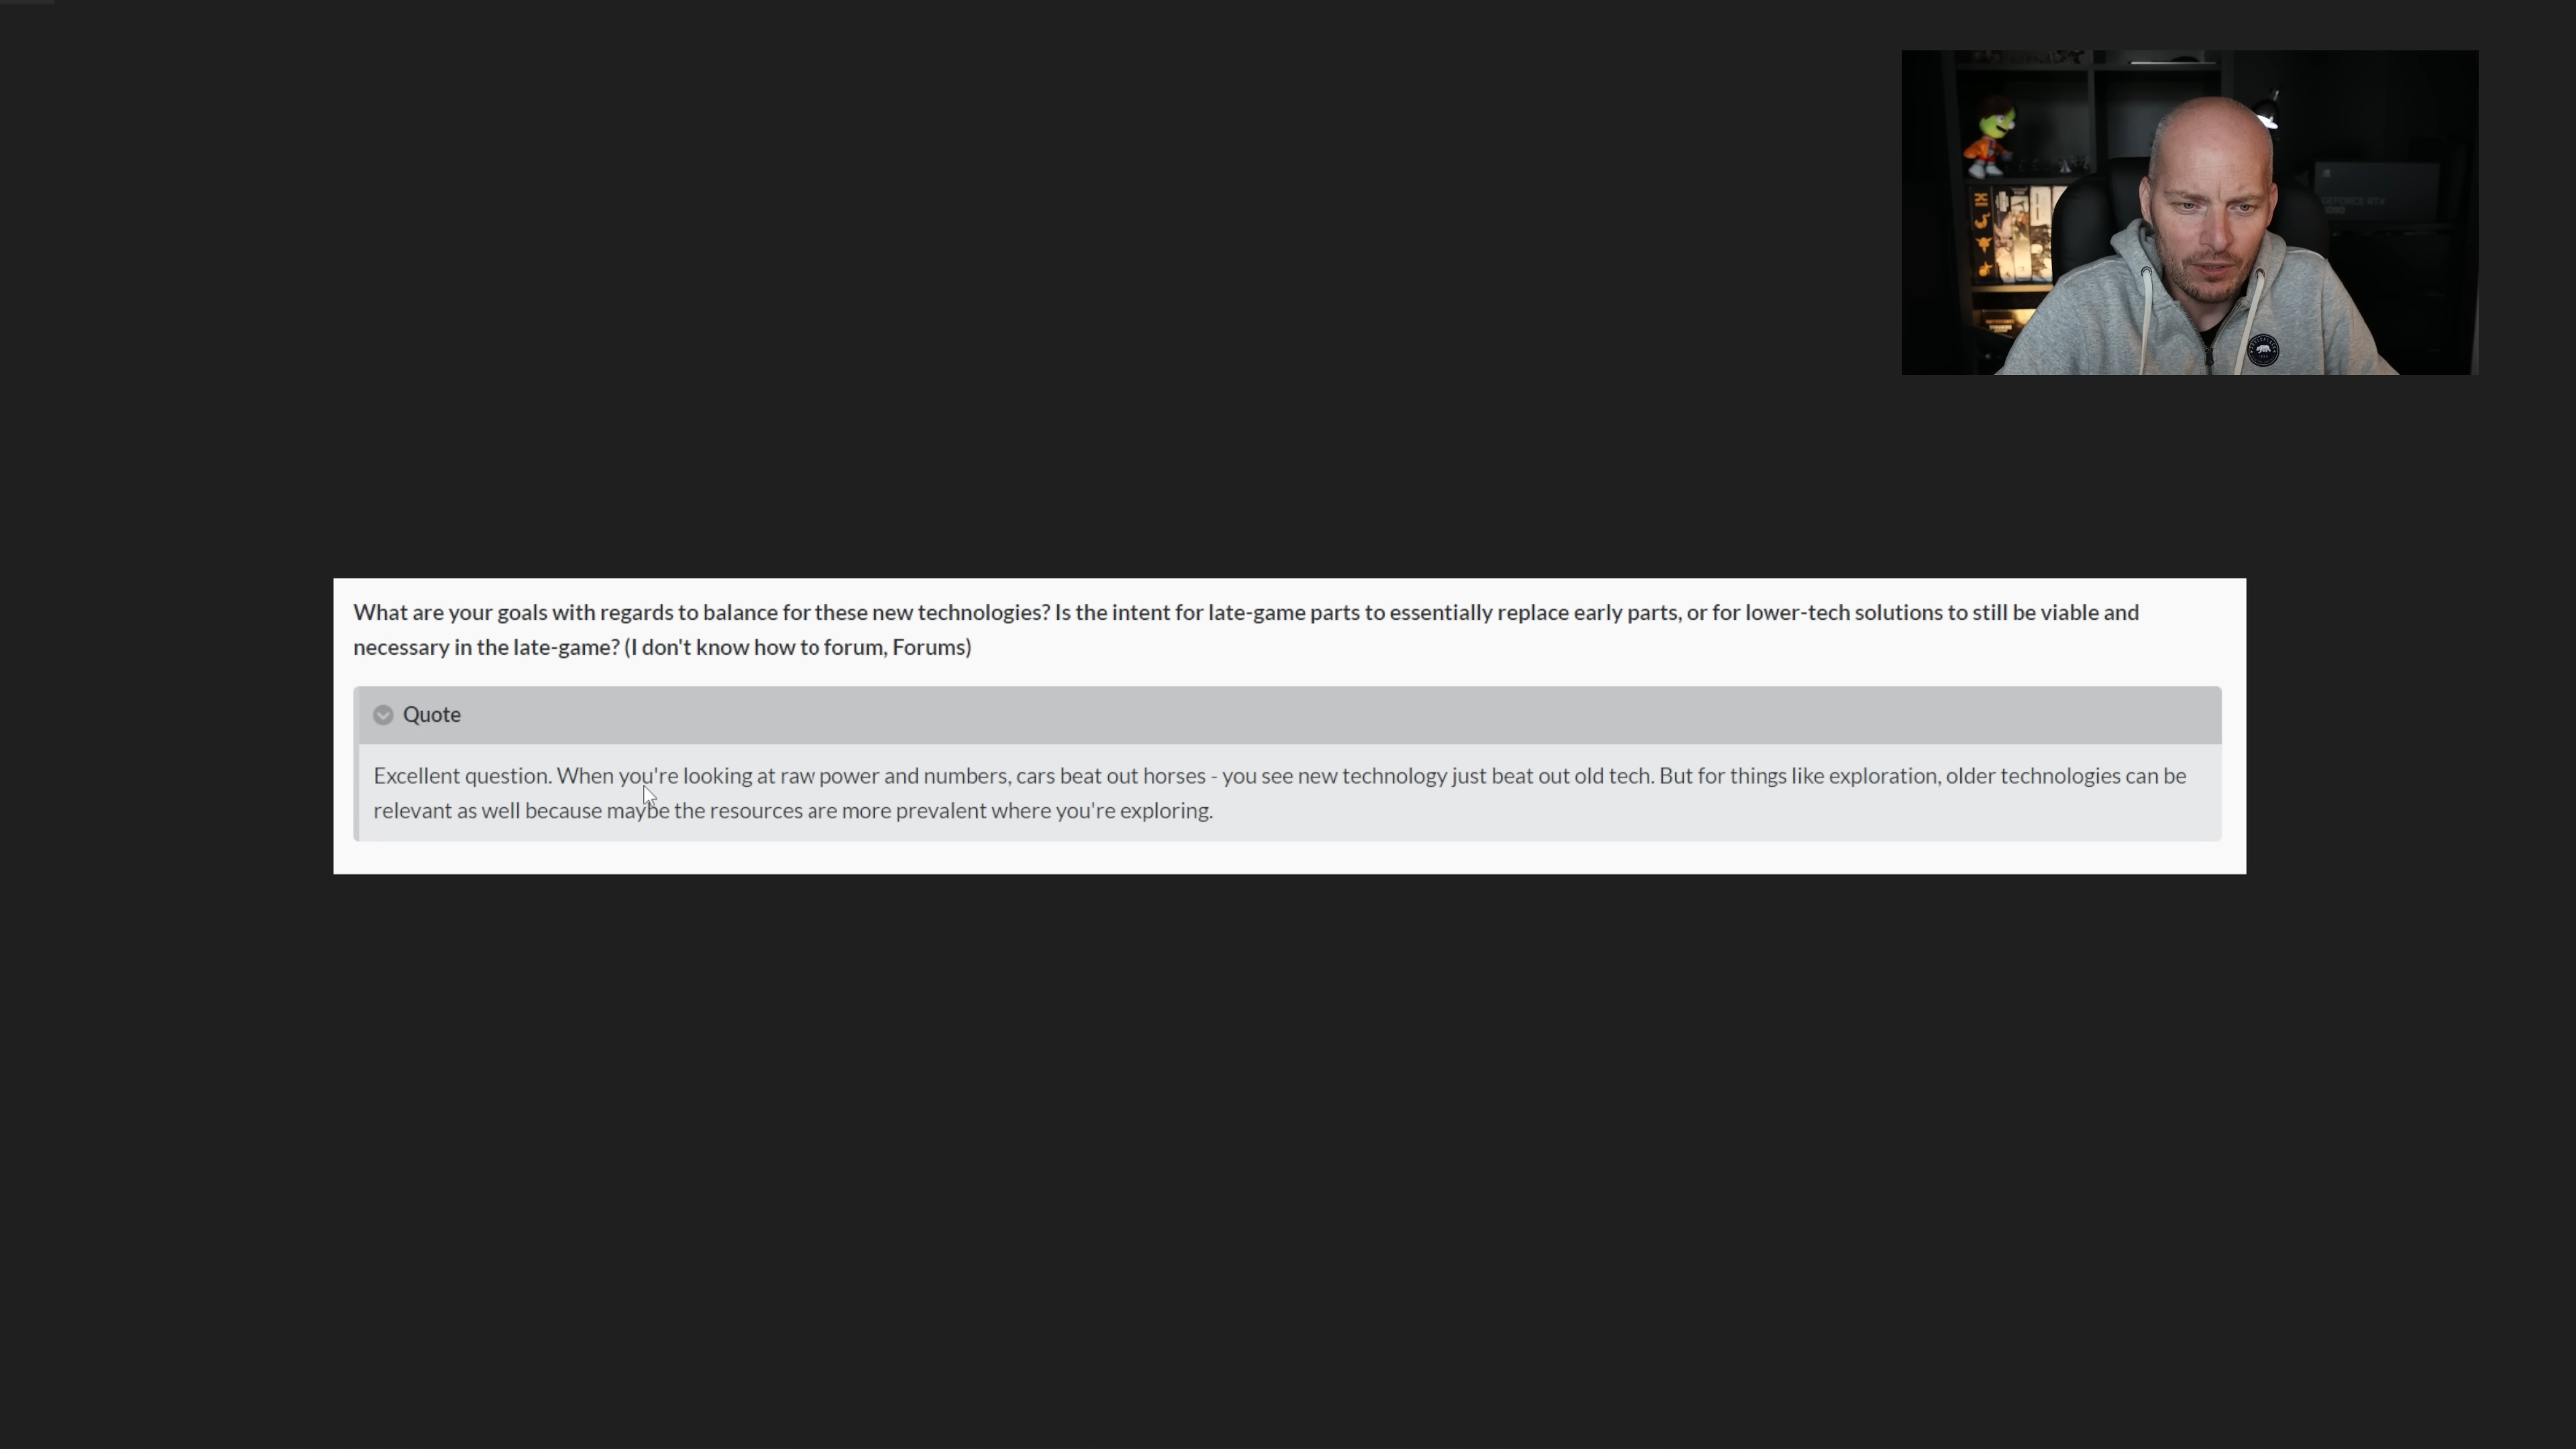 What are your goals with regards to balance for these new technologies? Is the intent for late-game parts to essentially replace early parts, or for lower-tech solutions to still be viable and
necessary in the late-game? (I don't know how to forum, Forums)
Quote
Excellent question. When you're looking at raw power and numbers, cars beat out horses - you see new technology just beat out old tech. But for things like exploration, older technologies can be
relevant as well because maybe the resources are more prevalent where you're exploring.
GEFORCE RTX